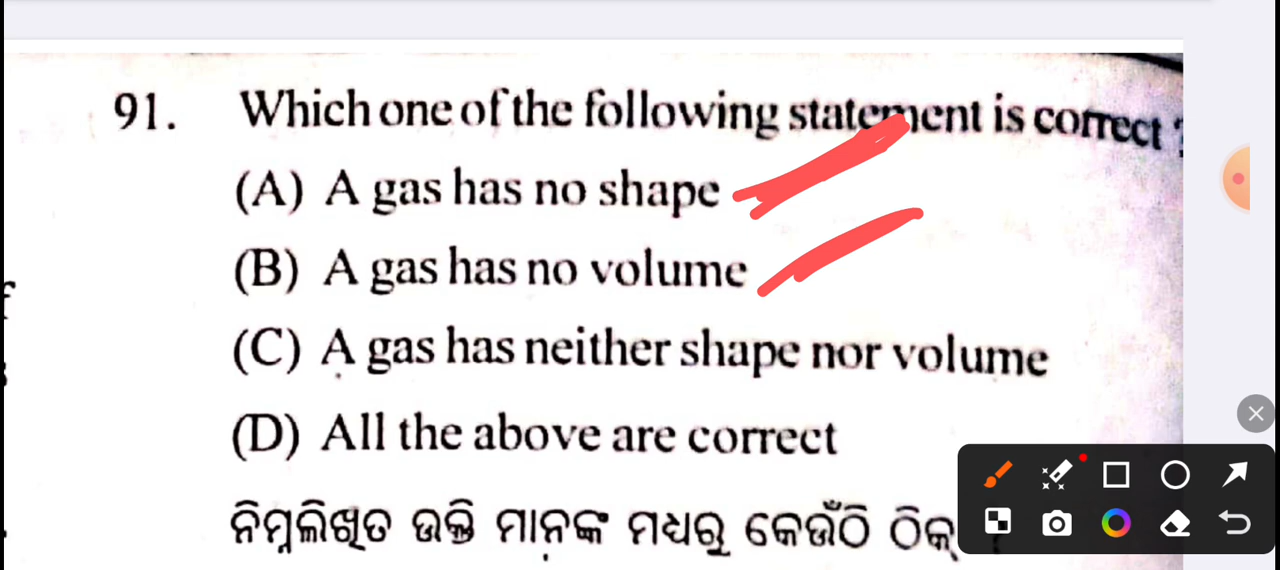 91. Which one of the following statement is correct ?
(A) A gas has no shape
(B) A gas has no volume
(C) A gas has neither shape nor volume
(D) All the above are correct
ନିମ୍ନଲିଖିତ ଉକ୍ତି ମାନଙ୍କ ମଧ୍ୟରୁ କେଉଁଠି ଠିକ୍